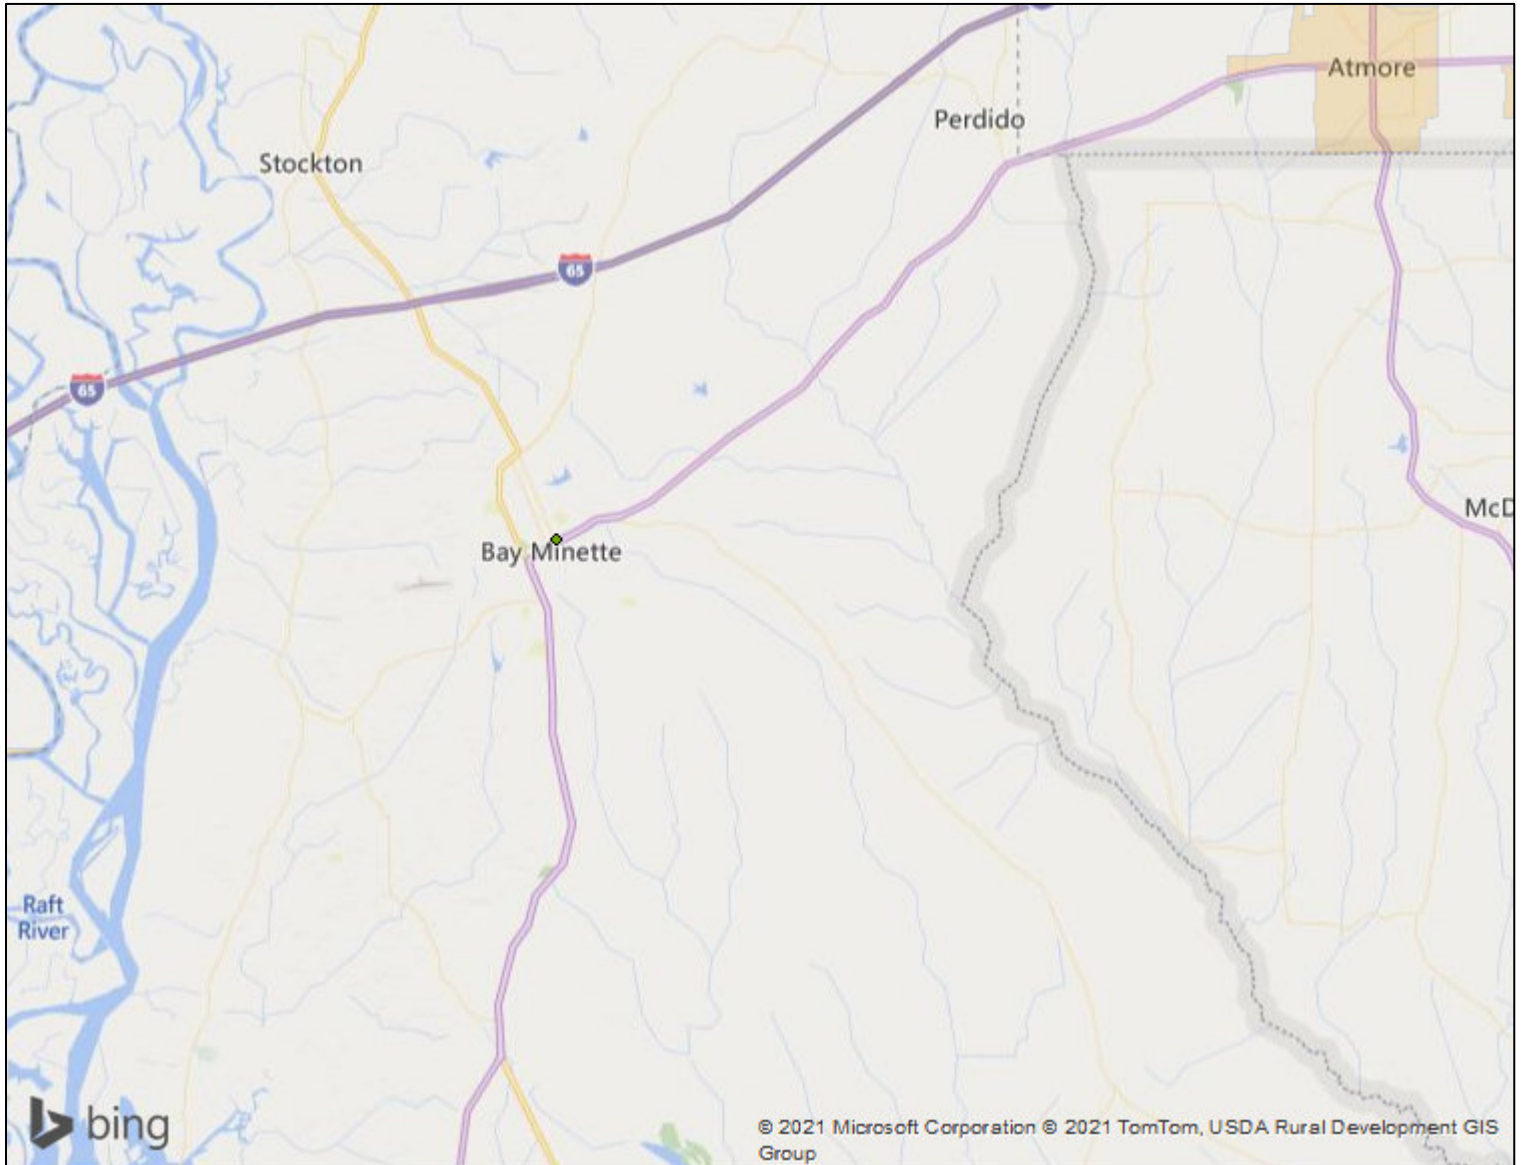 Atmore
Perdido
Stockton
65
65
McD
Bay Minette
Raft
River
bing
© 2021 Microsoft Corporation © 2021 TomTom, USDA Rural Development GIS
Group